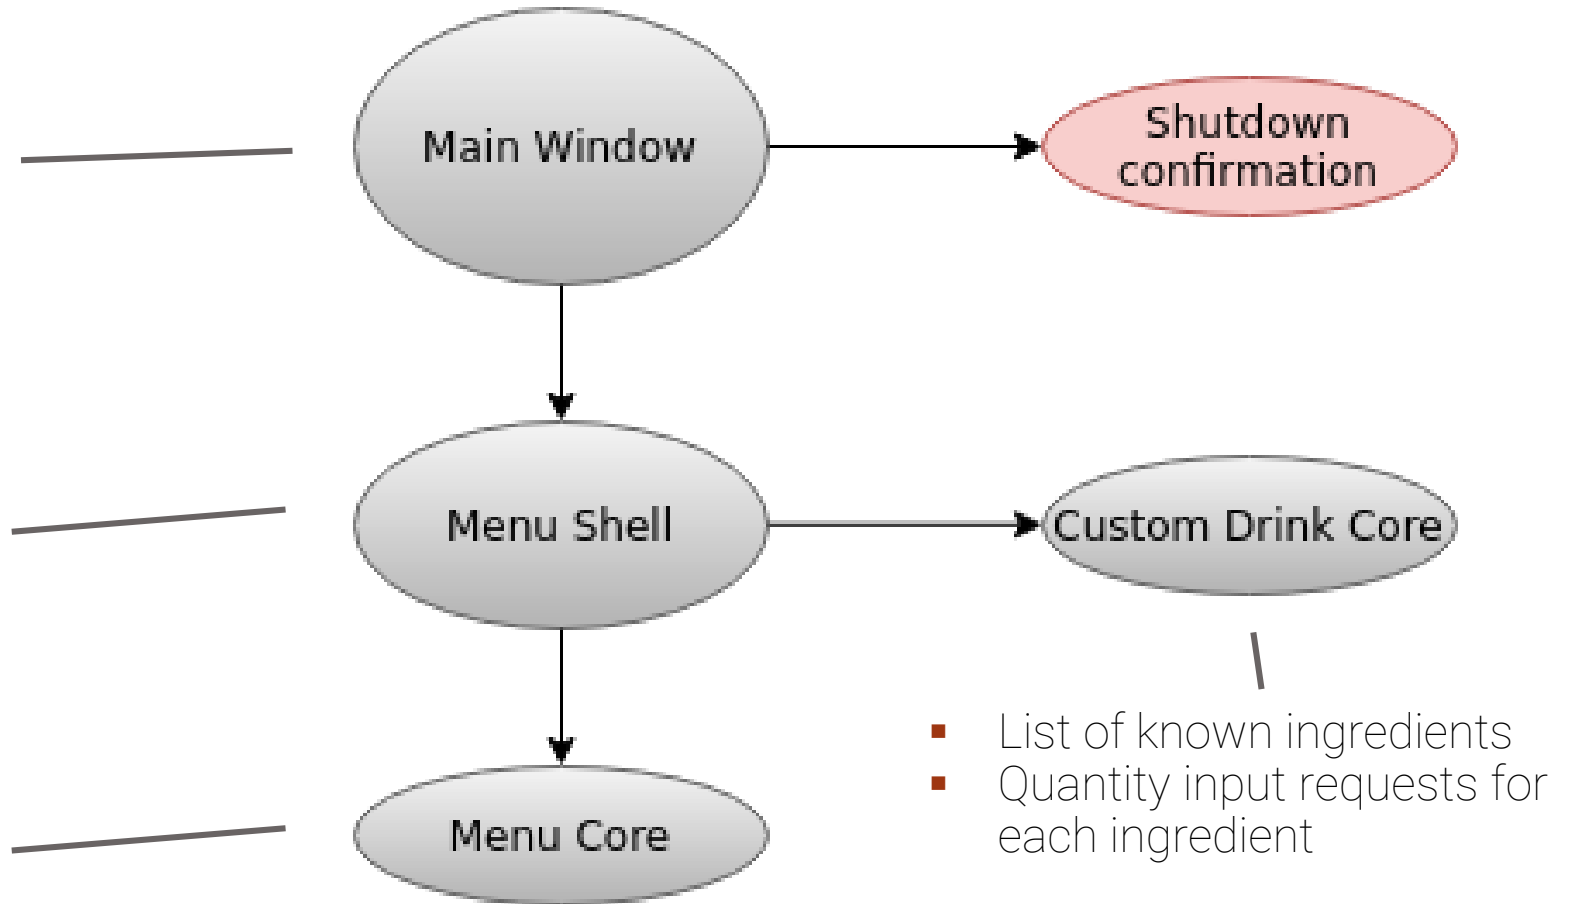 Main Window
Shutdown
confirmation
Menu Shell
Custom Drink Core
▪ List of known ingredients
▪ Quantity input requests for
each ingredient
Menu Core